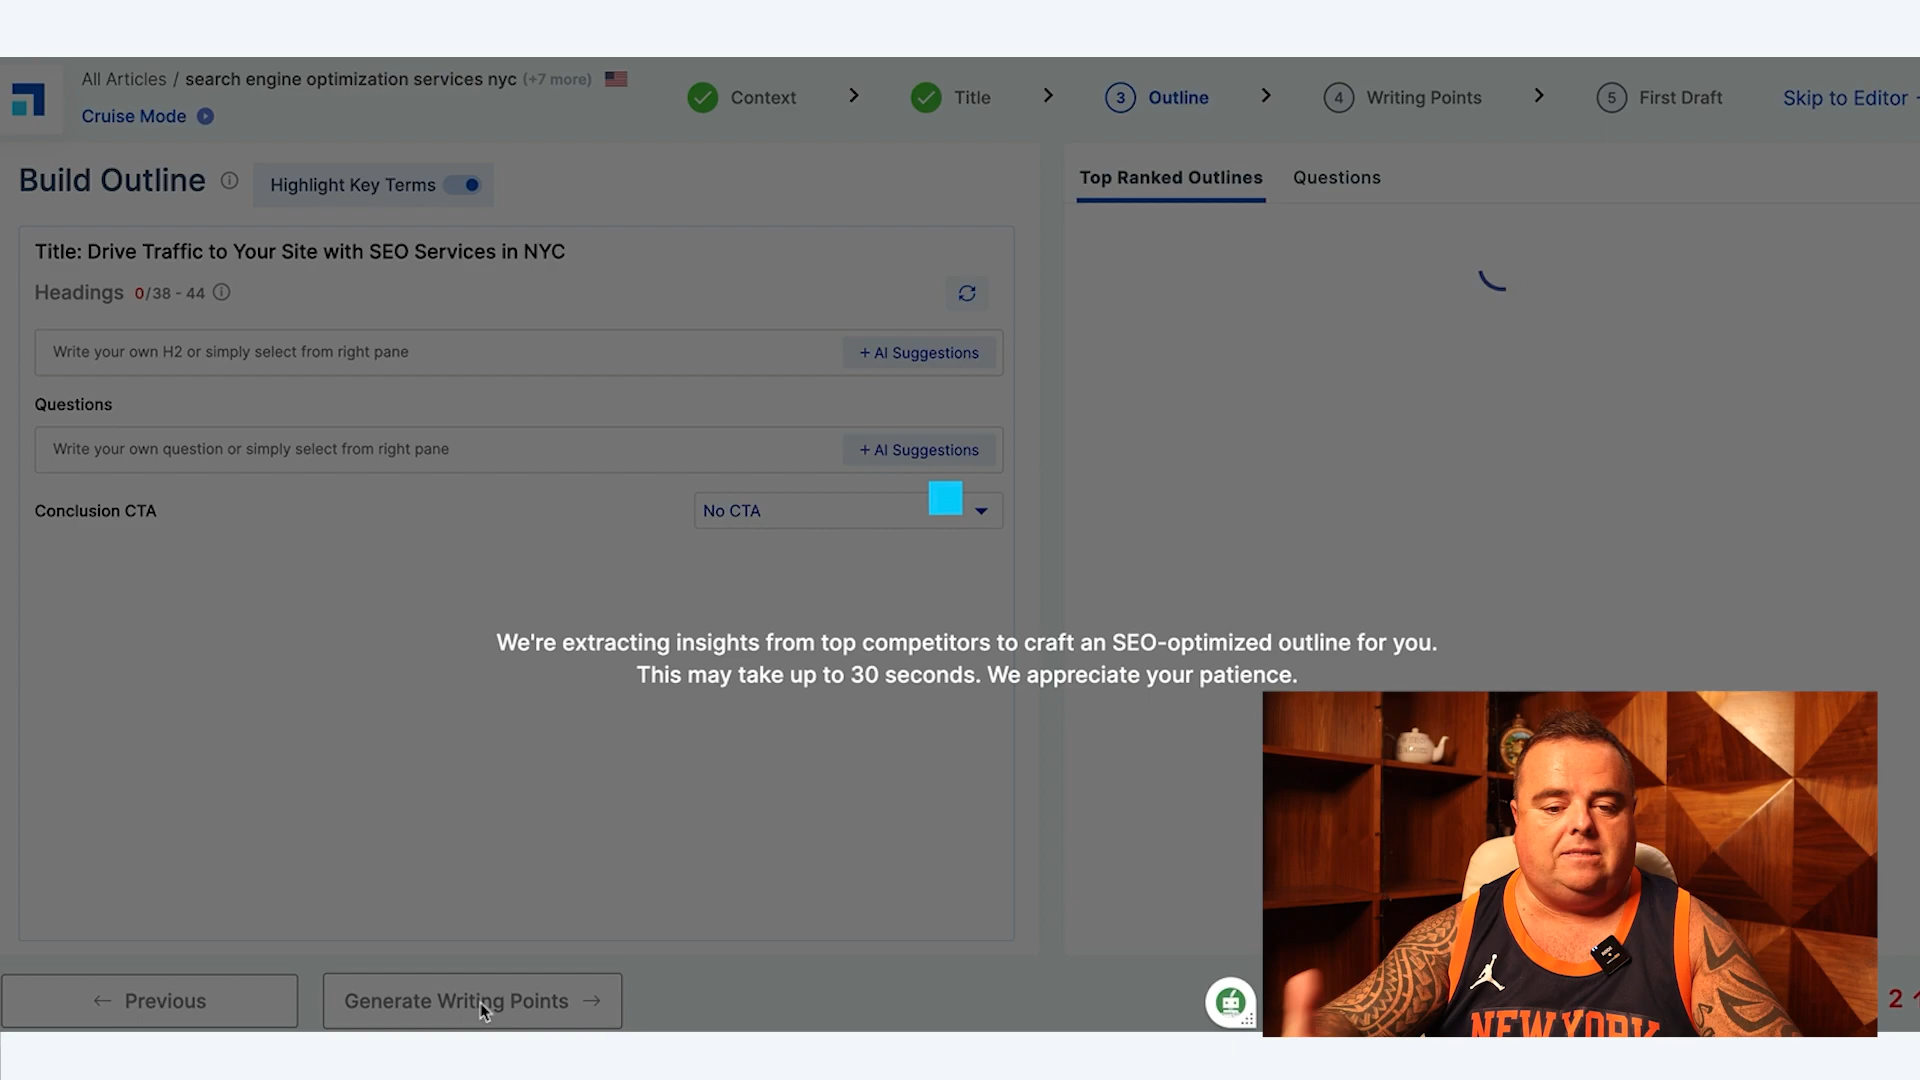 All Articles / search engine optimization services nyc (+7 more)
Cruise Mode
Context
Title
3 Outline
4 Writing Points
5 First Draft
Skip to Editor
Build Outline
Highlight Key Terms
Title: Drive Traffic to Your Site with SEO Services in NYC
Headings 0/38 - 44
Write your own H2 or simply select from right pane
+ AI Suggestions
Questions
Write your own question or simply select from right pane
+ AI Suggestions
Conclusion CTA
No CTA
Top Ranked Outlines
Questions
We're extracting insights from top competitors to craft an SEO-optimized outline for you.
This may take up to 30 seconds. We appreciate your patience.
← Previous
Generate Writing Points →
2
NEW YORK